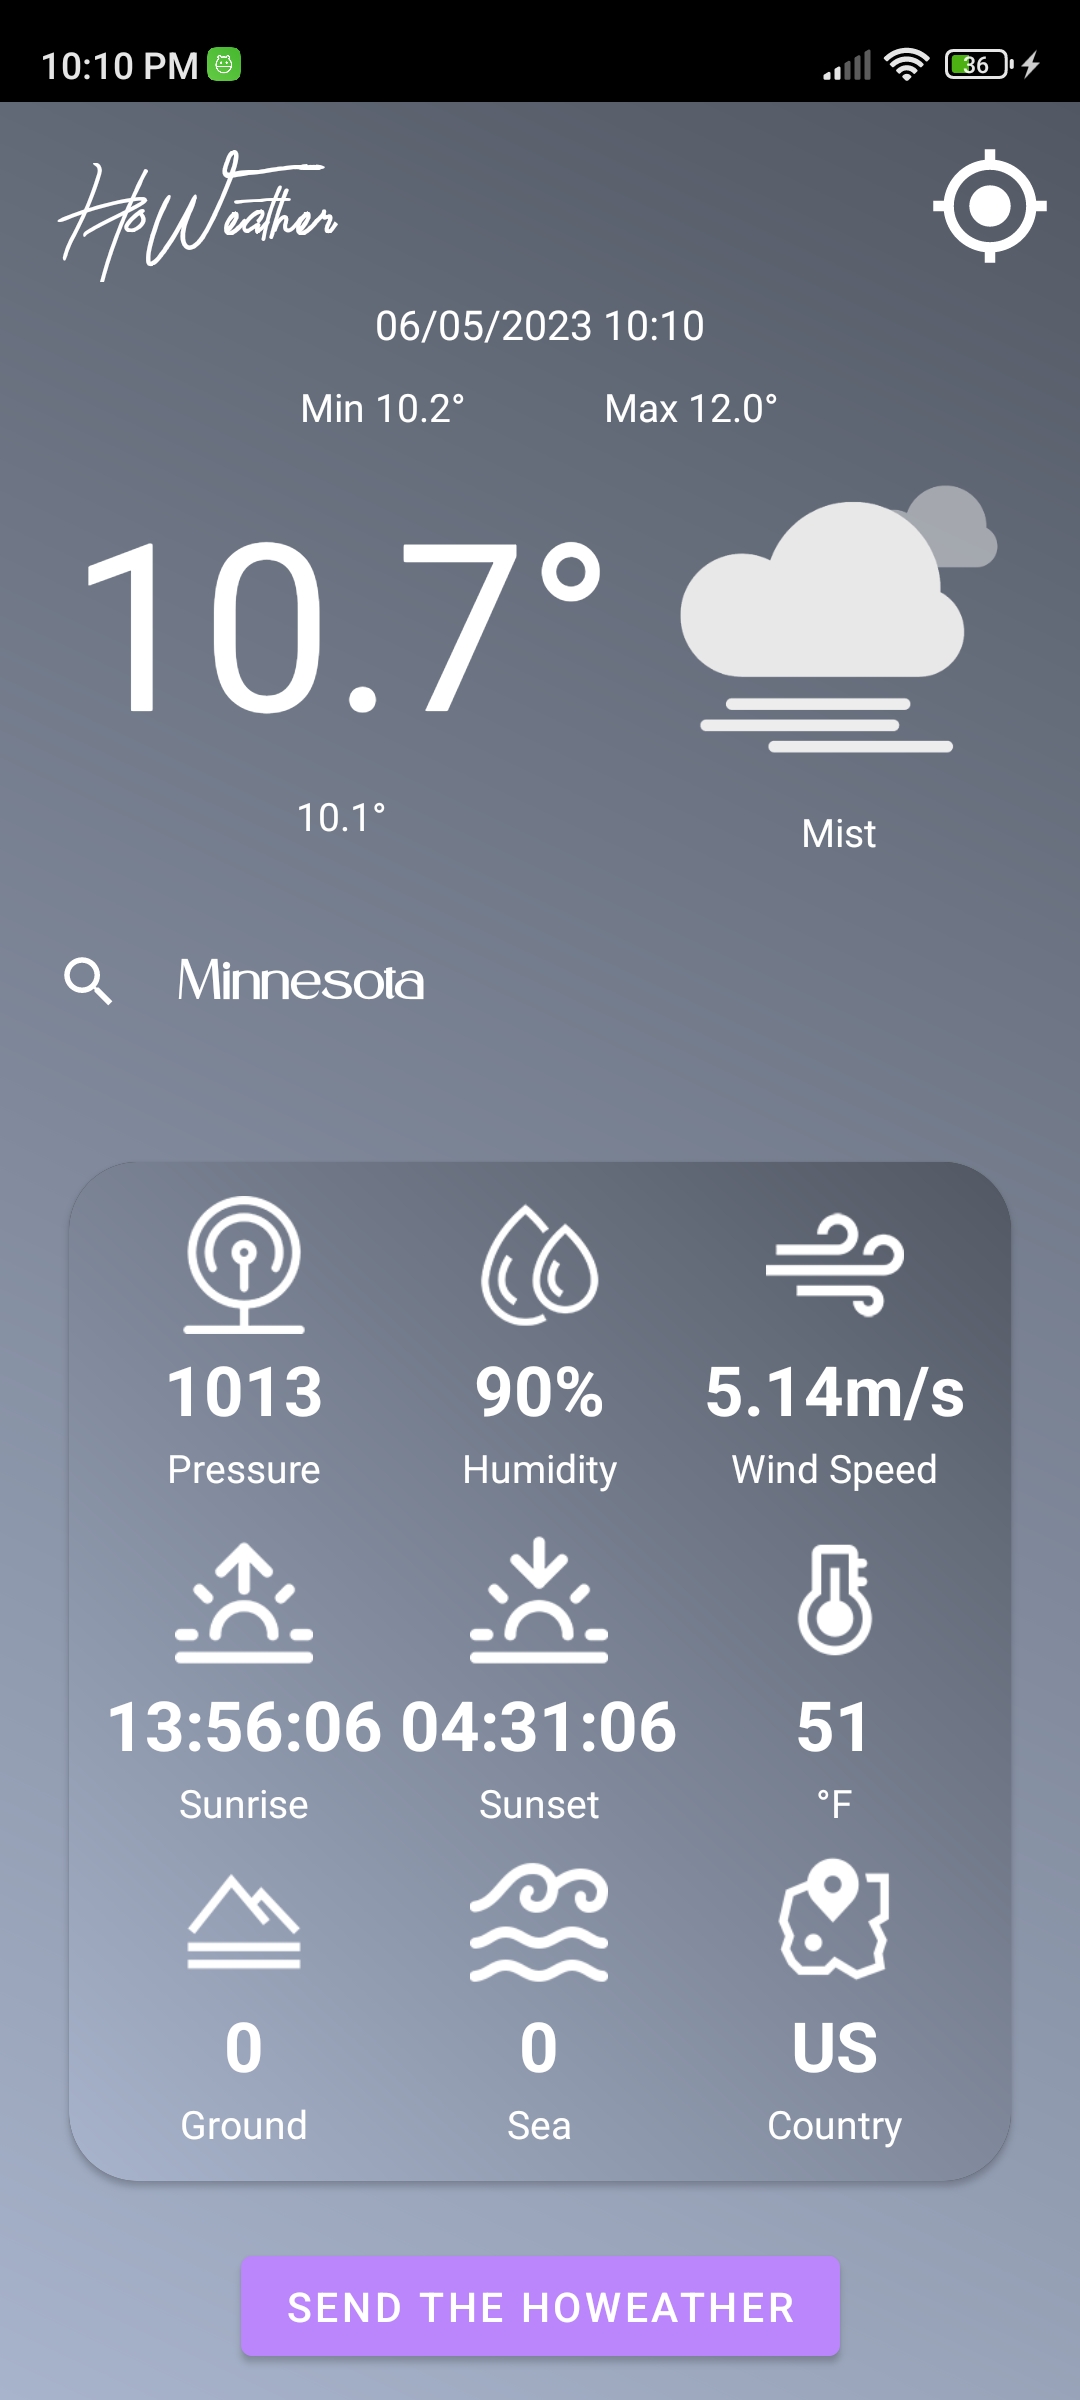 10:10 PM 36
HoWeather
06/05/2023 10:10
Min 10.2° Max 12.0°
10.7°
10.1°
Mist
Minnesota
1013 90% 5.14m/s
Pressure Humidity Wind Speed
13:56:06 04:31:06 51
Sunrise Sunset °F
0 0 US
Ground Sea Country
SEND THE HOWEATHER